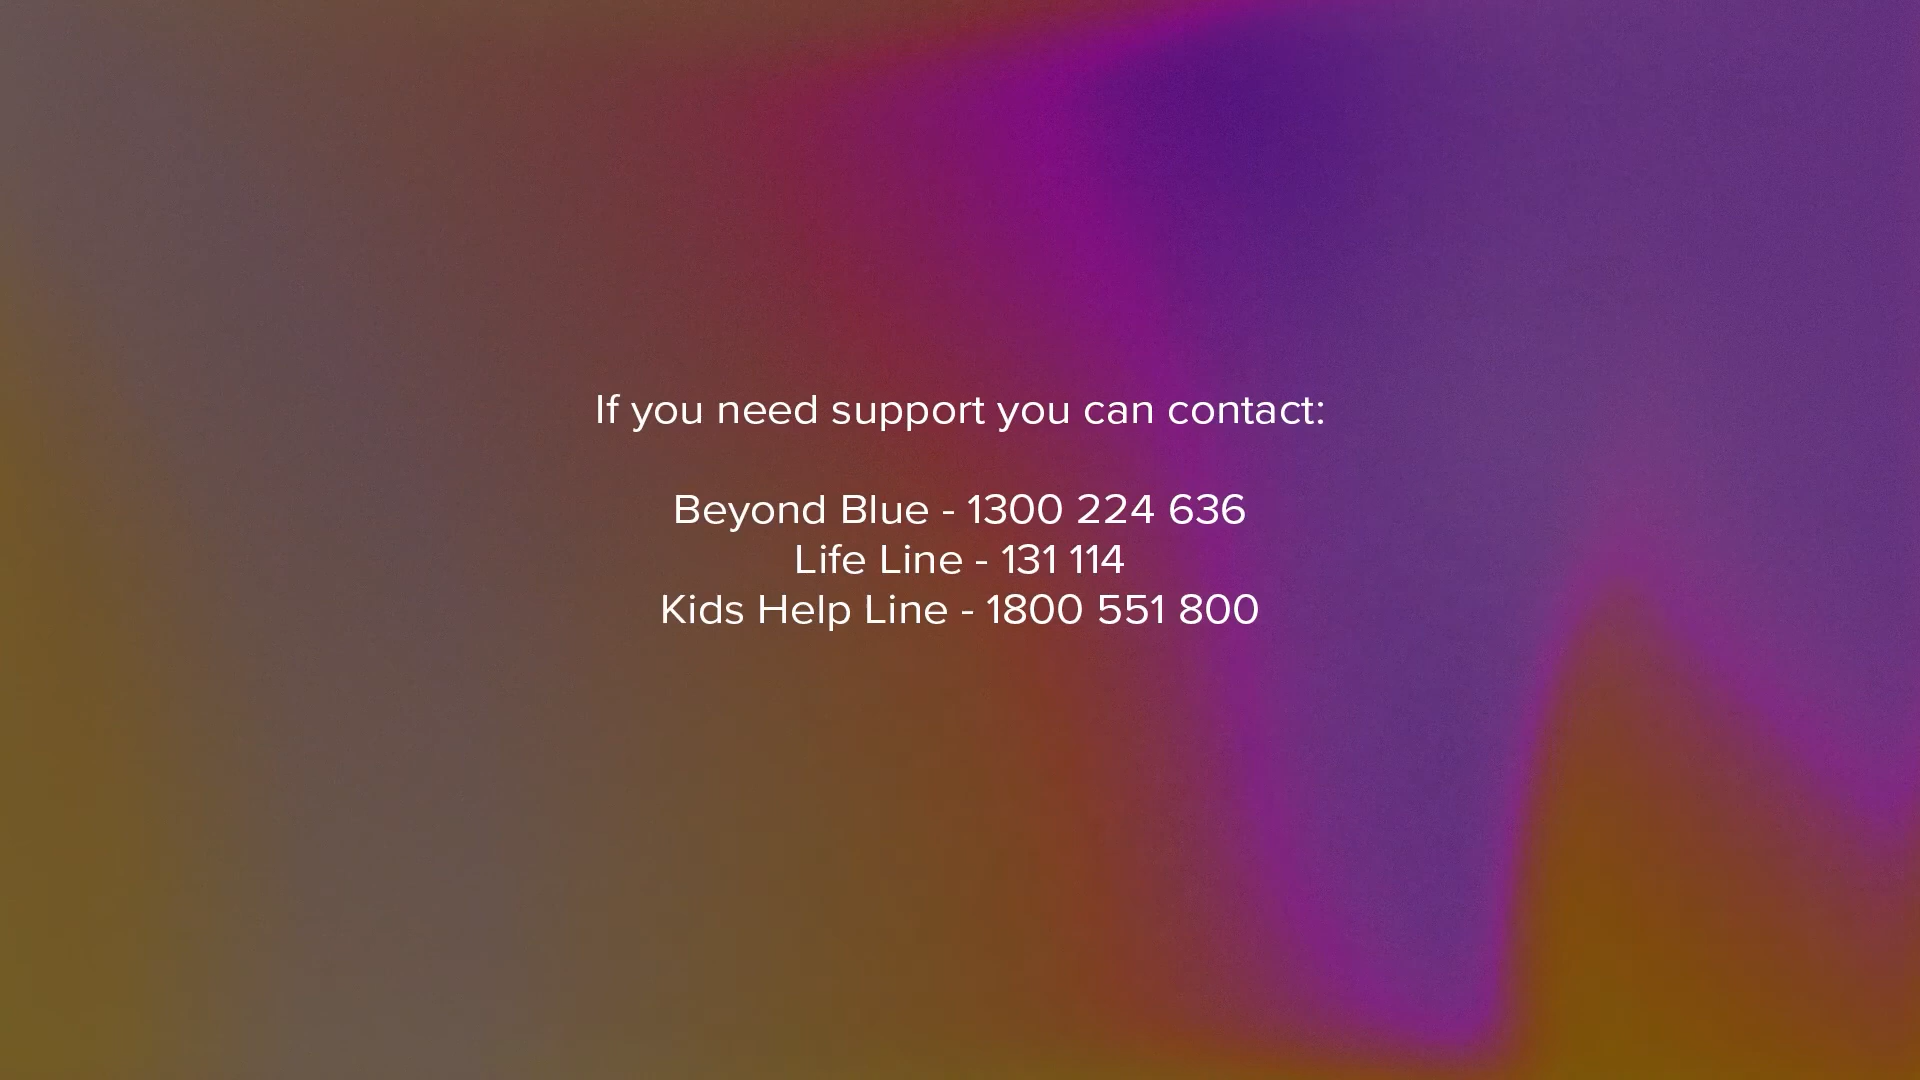 If you need support you can contact:
Beyond Blue - 1300 224 636
Life Line - 131 114
Kids Help Line - 1800 551 800